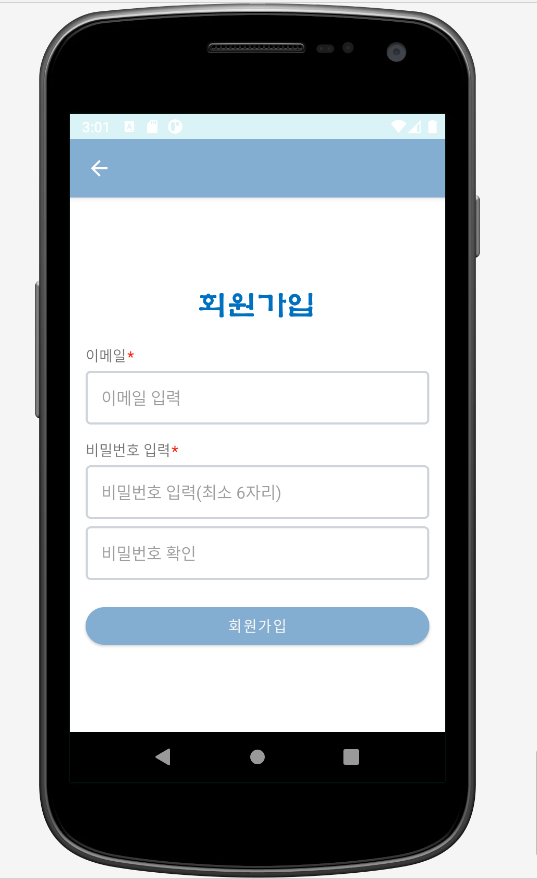 3:01
회원가입
이메일*
이메일 입력
비밀번호 입력*
비밀번호 입력(최소 6자리)
비밀번호 확인
회원가입